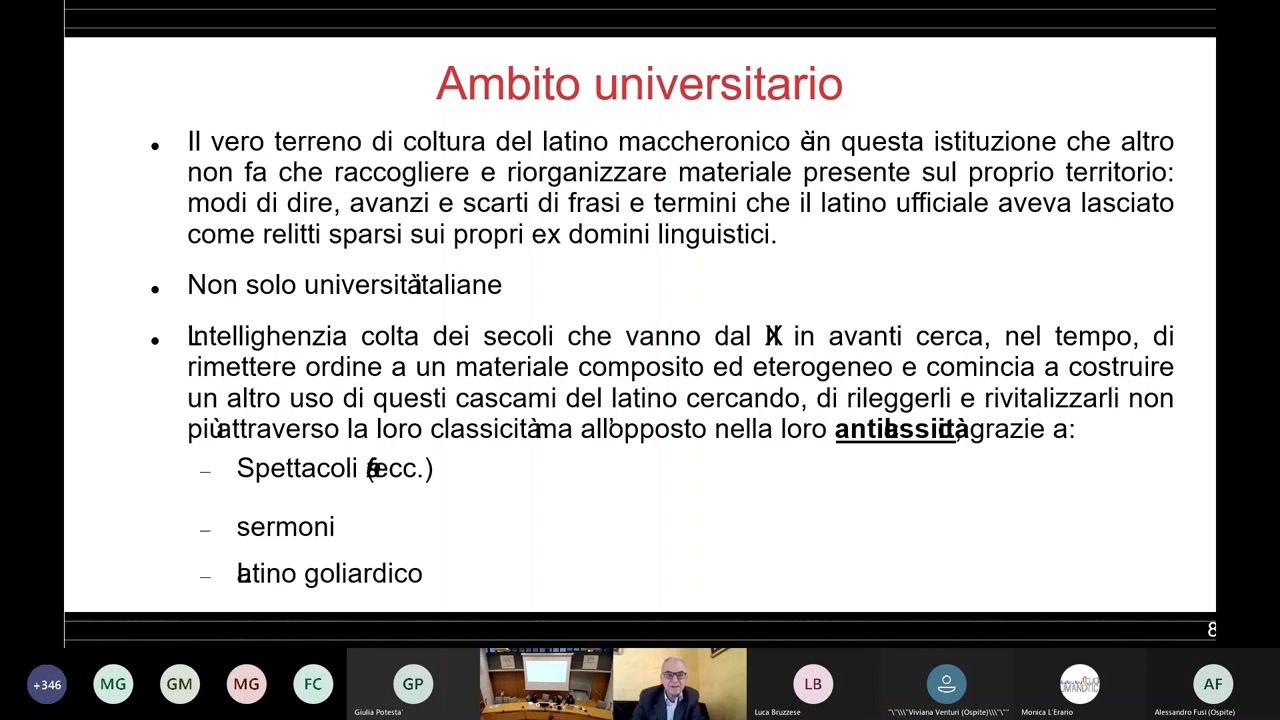 Ambito universitario
Il vero terreno di coltura del latino maccheronico è in questa istituzione che altro
non fa che raccogliere e riorganizzare materiale presente sul proprio territorio:
modi di dire, avanzi e scarti di frasi e termini che il latino ufficiale aveva lasciato
come relitti sparsi sui propri ex domini linguistici.
Non solo università italiane
L'intellighenzia colta dei secoli che vanno dal in avanti cerca, nel tempo, di
rimettere ordine a un materiale composito ed eterogeneo e comincia a costruire
un altro uso di questi cascami del latino cercando, di rileggerli e rivitalizzarli non
più attraverso la loro classicità ma all'opposto nella loro anticlassicità, grazie a:
– Spettacoli ecc.)
– sermoni
– latino goliardico
8
+346 MG GM MG FC GP LB AF
Giulia Potesta' Luca Bruzzese "\"\\\"Viviana Venturi (Ospite)\\\"\"" Monica L'Erario Alessandro Fusi (Ospite)